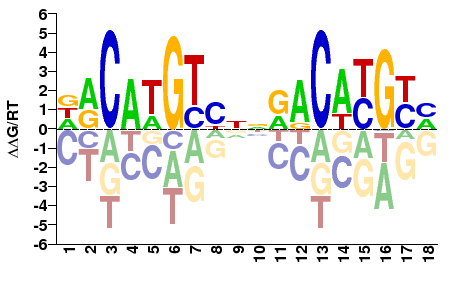 6
5
4
3
2
1
0
-1
-2
-3
-4
-5
-6
ΔΔG/RT
G T A C
A G C T
C A G T
A T C
T A C
G C A T
T C A G
C T A G
T
G A T C
A G T C
C A G T
A T G C
T C A G
G T A
T C A G
C A G
1 2 3 4 5 6 7 8 9 10 11 12 13 14 15 16 17 18